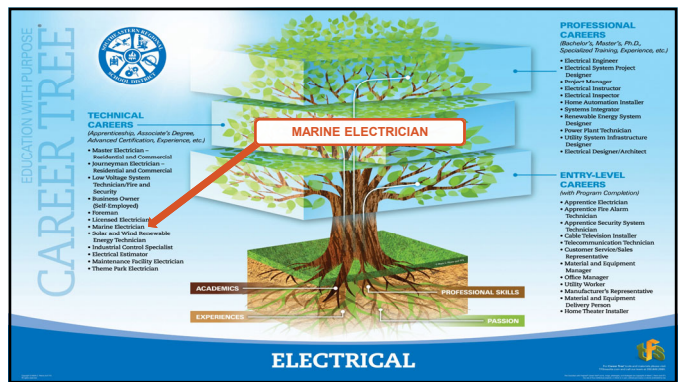 EDUCATION WITH PURPOSE
CAREER TREE
SOUTHEASTERN REGIONAL
SCHOOL DISTRICT
TECHNICAL
CAREERS
(Apprenticeship, Associate's Degree,
Advanced Certification, Experience, etc.)
• Master Electrician –
Residential and Commercial
• Journeyman Electrician –
Residential and Commercial
• Low Voltage System
Technician/Fire and
Security
• Business Owner
(Self-Employed)
• Foreman
• Licensed Electrician
• Marine Electrician
• Solar and Wind Renewable
Energy Technician
• Industrial Control Specialist
• Electrical Estimator
• Maintenance Facility Electrician
• Theme Park Electrician
MARINE ELECTRICIAN
PROFESSIONAL
CAREERS
(Bachelor's, Master's, Ph.D.,
Specialized Training, Experience, etc.)
• Electrical Engineer
• Electrical System Project
Designer
• Project Manager
• Electrical Instructor
• Electrical Inspector
• Home Automation Installer
• Systems Integrator
• Renewable Energy System
Designer
• Power Plant Technician
• Utility System Infrastructure
Designer
• Electrical Designer/Architect
ENTRY-LEVEL
CAREERS
(with Program Completion)
• Apprentice Electrician
• Apprentice Fire Alarm
Technician
• Apprentice Security System
Technician
• Cable Television Installer
• Telecommunication Technician
• Customer Service/Sales
Representative
• Material and Equipment
Manager
• Office Manager
• Utility Worker
• Manufacturer's Representative
• Material and Equipment
Delivery Person
• Home Theater Installer
ACADEMICS
PROFESSIONAL SKILLS
EXPERIENCES
PASSION
ELECTRICAL